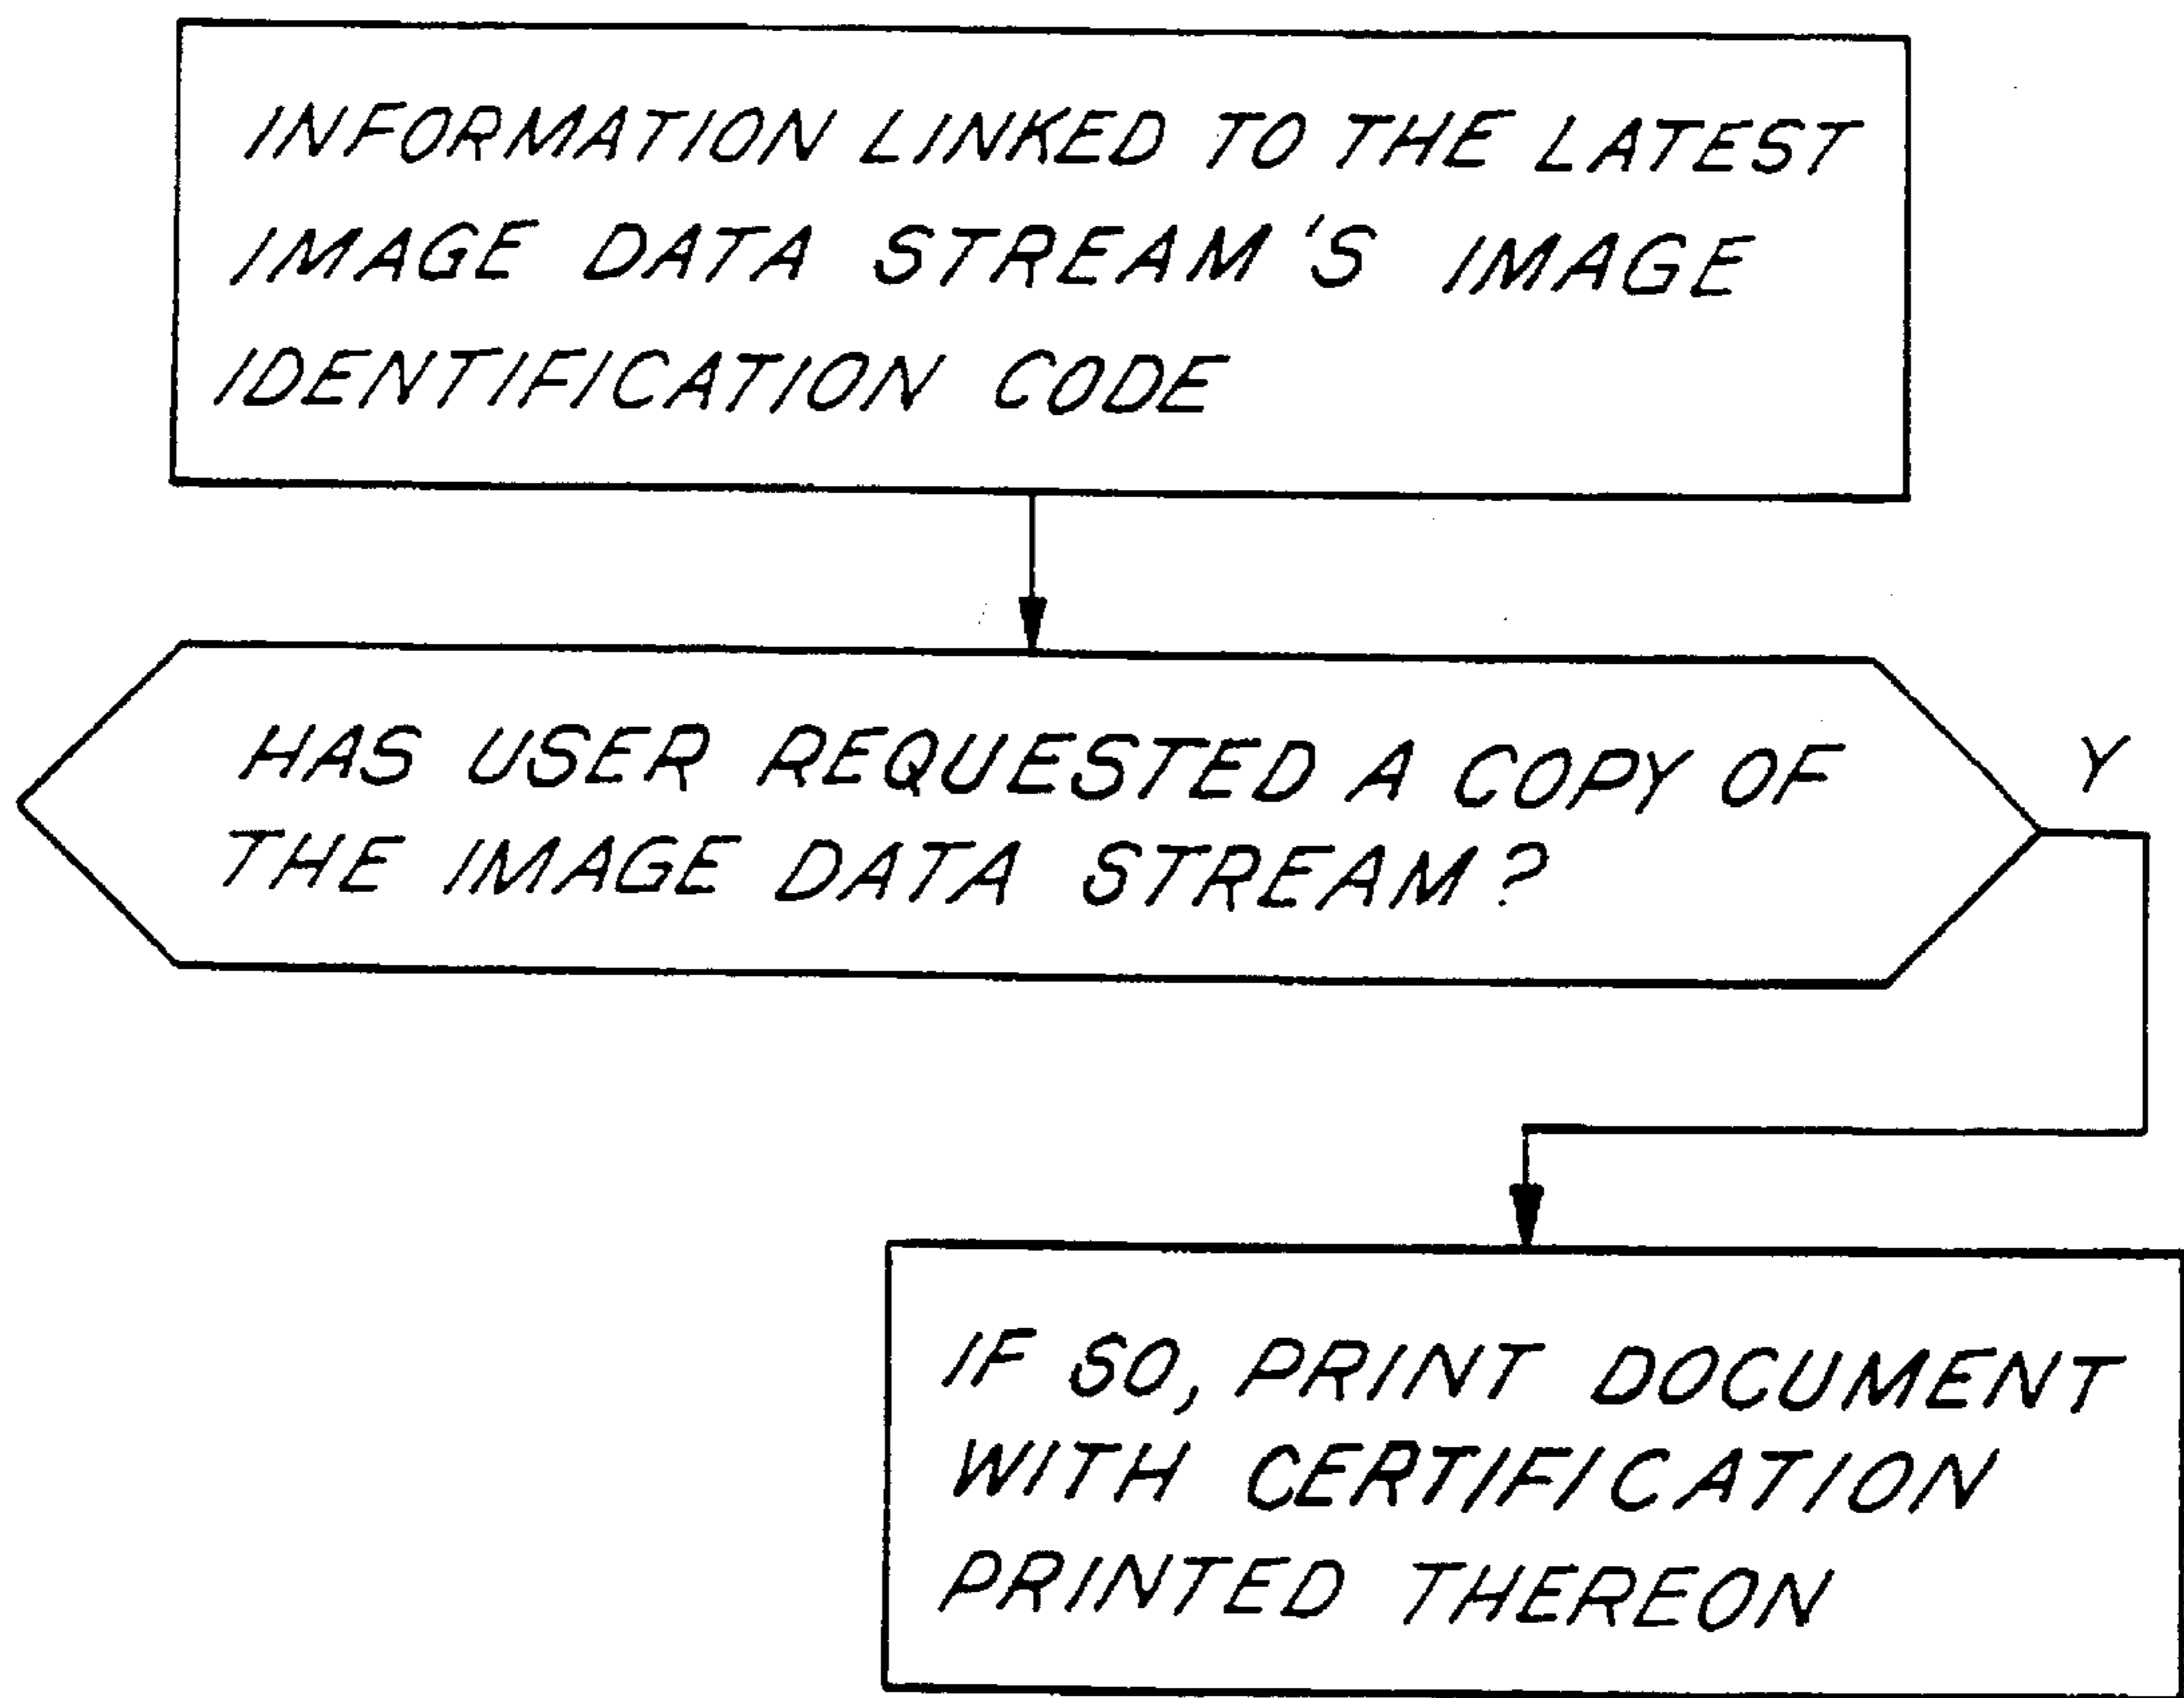 INFORMATION LINKED TO THE LATEST
IMAGE DATA STREAM'S IMAGE
IDENTIFICATION CODE
HAS USER REQUESTED A COPY OF
THE IMAGE DATA STREAM?
Y
IF SO, PRINT DOCUMENT
WITH CERTIFICATION
PRINTED THEREON